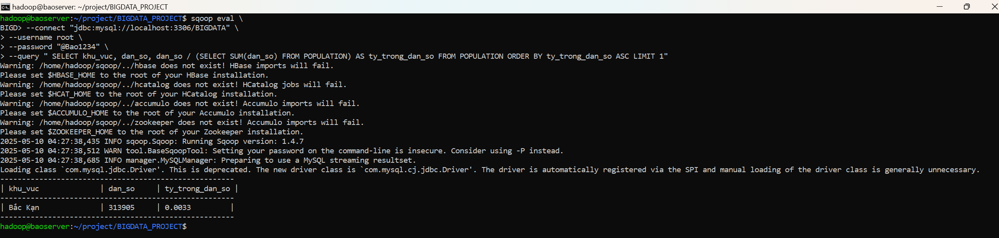 hadoop@baoserver: ~/project/BIGDATA_PROJECT
hadoop@baoserver:~/project/BIGDATA_PROJECT$ sqoop eval \
BIGD> --connect "jdbc:mysql://localhost:3306/BIGDATA" \
> --username root \
> --password "@Bao1234" \
> --query " SELECT khu_vuc, dan_so, dan_so / (SELECT SUM(dan_so) FROM POPULATION) AS ty_trong_dan_so FROM POPULATION ORDER BY ty_trong_dan_so ASC LIMIT 1"
Warning: /home/hadoop/sqoop/../hbase does not exist! HBase imports will fail.
Please set $HBASE_HOME to the root of your HBase installation.
Warning: /home/hadoop/sqoop/../hcatalog does not exist! HCatalog jobs will fail.
Please set $HCAT_HOME to the root of your HCatalog installation.
Warning: /home/hadoop/sqoop/../accumulo does not exist! Accumulo imports will fail.
Please set $ACCUMULO_HOME to the root of your Accumulo installation.
Warning: /home/hadoop/sqoop/../zookeeper does not exist! Accumulo imports will fail.
Please set $ZOOKEEPER_HOME to the root of your Zookeeper installation.
2025-05-10 04:27:38,435 INFO sqoop.Sqoop: Running Sqoop version: 1.4.7
2025-05-10 04:27:38,512 WARN tool.BaseSqoopTool: Setting your password on the command-line is insecure. Consider using -P instead.
2025-05-10 04:27:38,685 INFO manager.MySQLManager: Preparing to use a MySQL streaming resultset.
Loading class `com.mysql.jdbc.Driver'. This is deprecated. The new driver class is `com.mysql.cj.jdbc.Driver'. The driver is automatically registered via the SPI and manual loading of the driver class is generally unnecessary.
------------------------------------------------------
| khu_vuc              | dan_so     | ty_trong_dan_so |
------------------------------------------------------
| Bắc Kạn              | 313905     | 0.0033         |
------------------------------------------------------
hadoop@baoserver:~/project/BIGDATA_PROJECT$